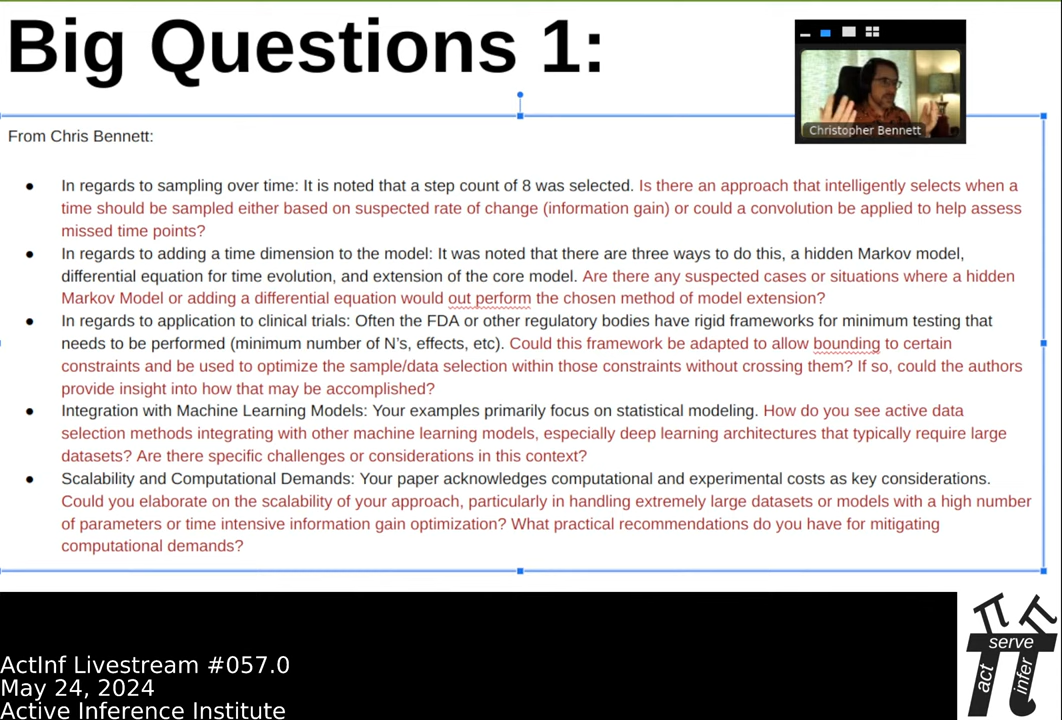 Big Questions 1:
Christopher Bennett
From Chris Bennett:
● In regards to sampling over time: It is noted that a step count of 8 was selected. Is there an approach that intelligently selects when a
time should be sampled either based on suspected rate of change (information gain) or could a convolution be applied to help assess
missed time points?
● In regards to adding a time dimension to the model: It was noted that there are three ways to do this, a hidden Markov model,
differential equation for time evolution, and extension of the core model. Are there any suspected cases or situations where a hidden
Markov Model or adding a differential equation would out perform the chosen method of model extension?
● In regards to application to clinical trials: Often the FDA or other regulatory bodies have rigid frameworks for minimum testing that
needs to be performed (minimum number of N's, effects, etc). Could this framework be adapted to allow bounding to certain
constraints and be used to optimize the sample/data selection within those constraints without crossing them? If so, could the authors
provide insight into how that may be accomplished?
● Integration with Machine Learning Models: Your examples primarily focus on statistical modeling. How do you see active data
selection methods integrating with other machine learning models, especially deep learning architectures that typically require large
datasets? Are there specific challenges or considerations in this context?
● Scalability and Computational Demands: Your paper acknowledges computational and experimental costs as key considerations.
Could you elaborate on the scalability of your approach, particularly in handling extremely large datasets or models with a high number
of parameters or time intensive information gain optimization? What practical recommendations do you have for mitigating
computational demands?
ActInf Livestream #057.0
May 24, 2024
Active Inference Institute
serve
act
infer